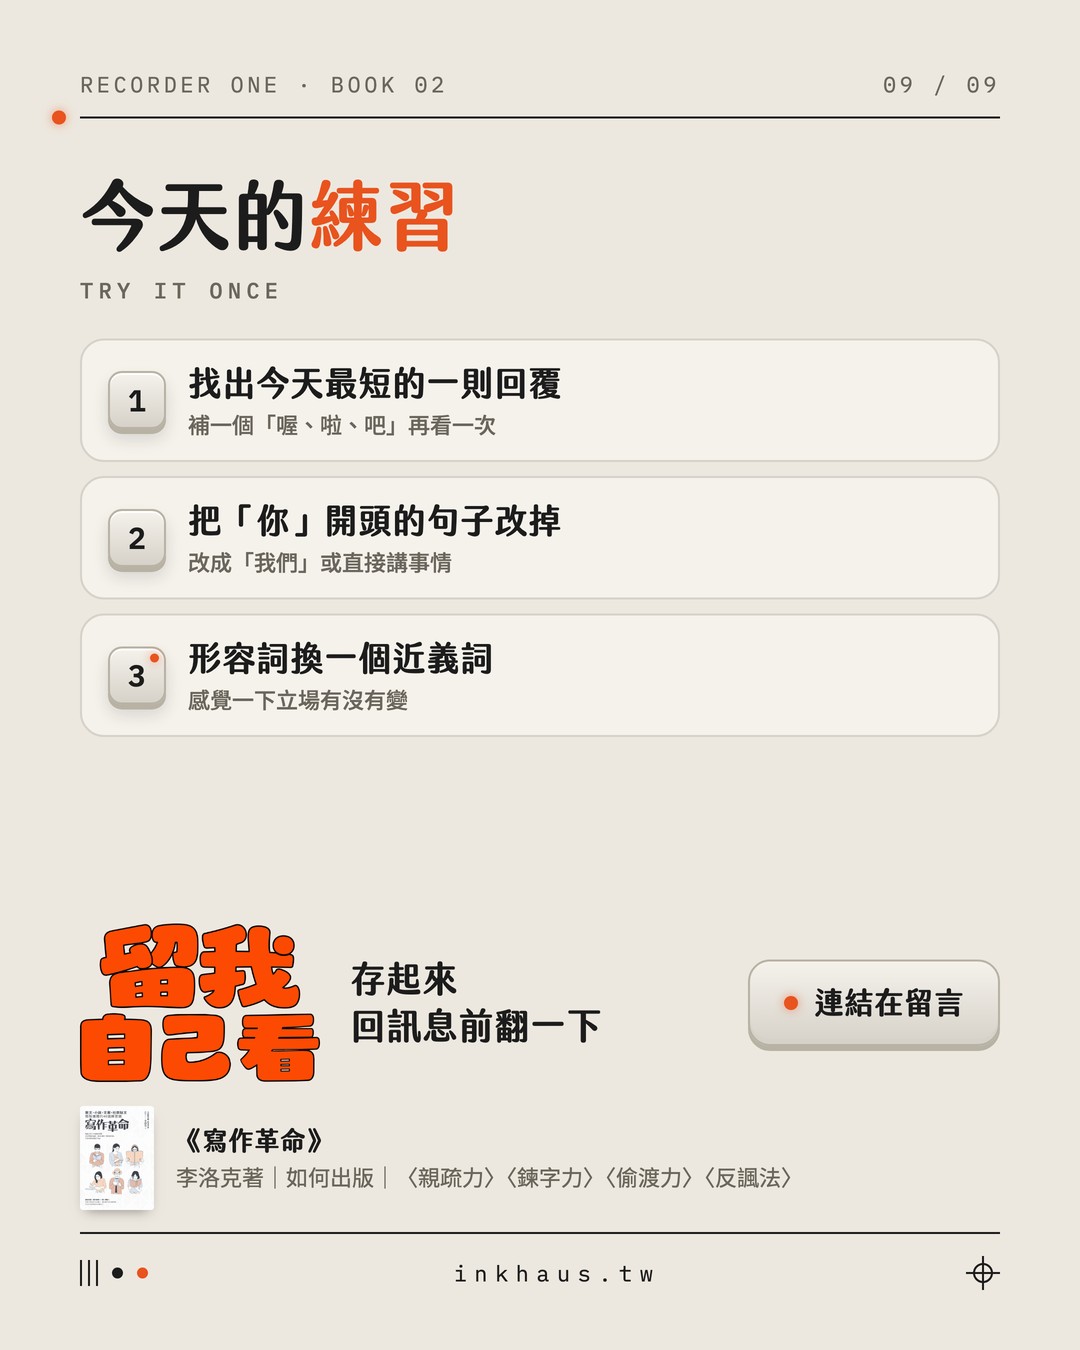 RECORDER ONE · BOOK 02
09 / 09
今天的練習
TRY IT ONCE
1
找出今天最短的一則回覆
補一個「喔、啦、吧」再看一次
2
把「你」開頭的句子改掉
改成「我們」或直接講事情
3
形容詞換一個近義詞
感覺一下立場有沒有變
留我
自己看
存起來
回訊息前翻一下
連結在留言
寫作革命
《寫作革命》
李洛克著｜如何出版｜〈親疏力〉〈鍊字力〉〈偷渡力〉〈反諷法〉
inkhaus.tw